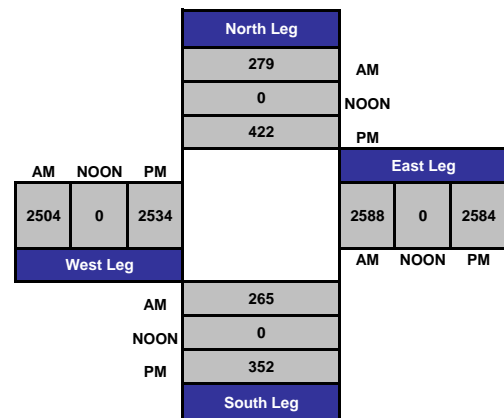 North Leg
279
AM
0
NOON
422
PM
AM NOON PM
East Leg
2504 0 2534
2588 0 2584
West Leg
AM NOON PM
AM
265
NOON
0
PM
352
South Leg